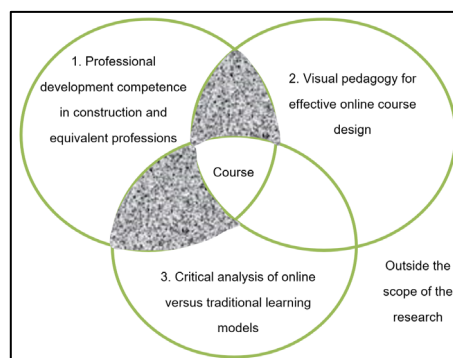 1. Professional
development competence
in construction and
equivalent professions
2. Visual pedagogy for
effective online course
design
Course
3. Critical analysis of online
versus traditional learning
models
Outside the
scope of the
research